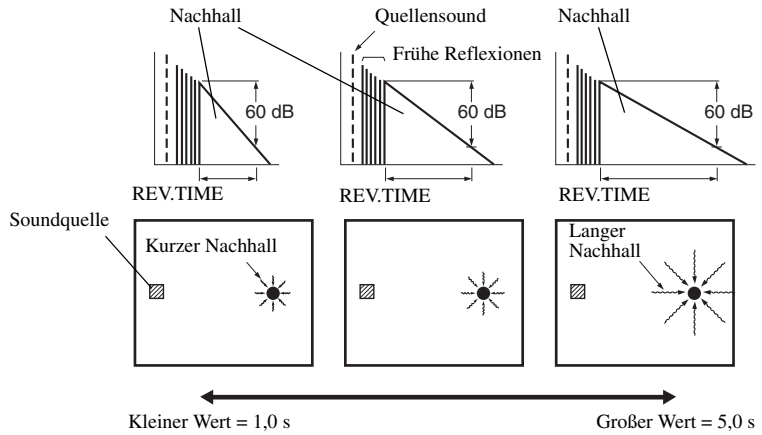 Nachhall
Quellensound
Nachhall
Frühe Reflexionen
60 dB
60 dB
60 dB
REV.TIME
REV.TIME
REV.TIME
Soundquelle
Kurzer Nachhall
Langer
Nachhall
Kleiner Wert = 1,0 s
Großer Wert = 5,0 s